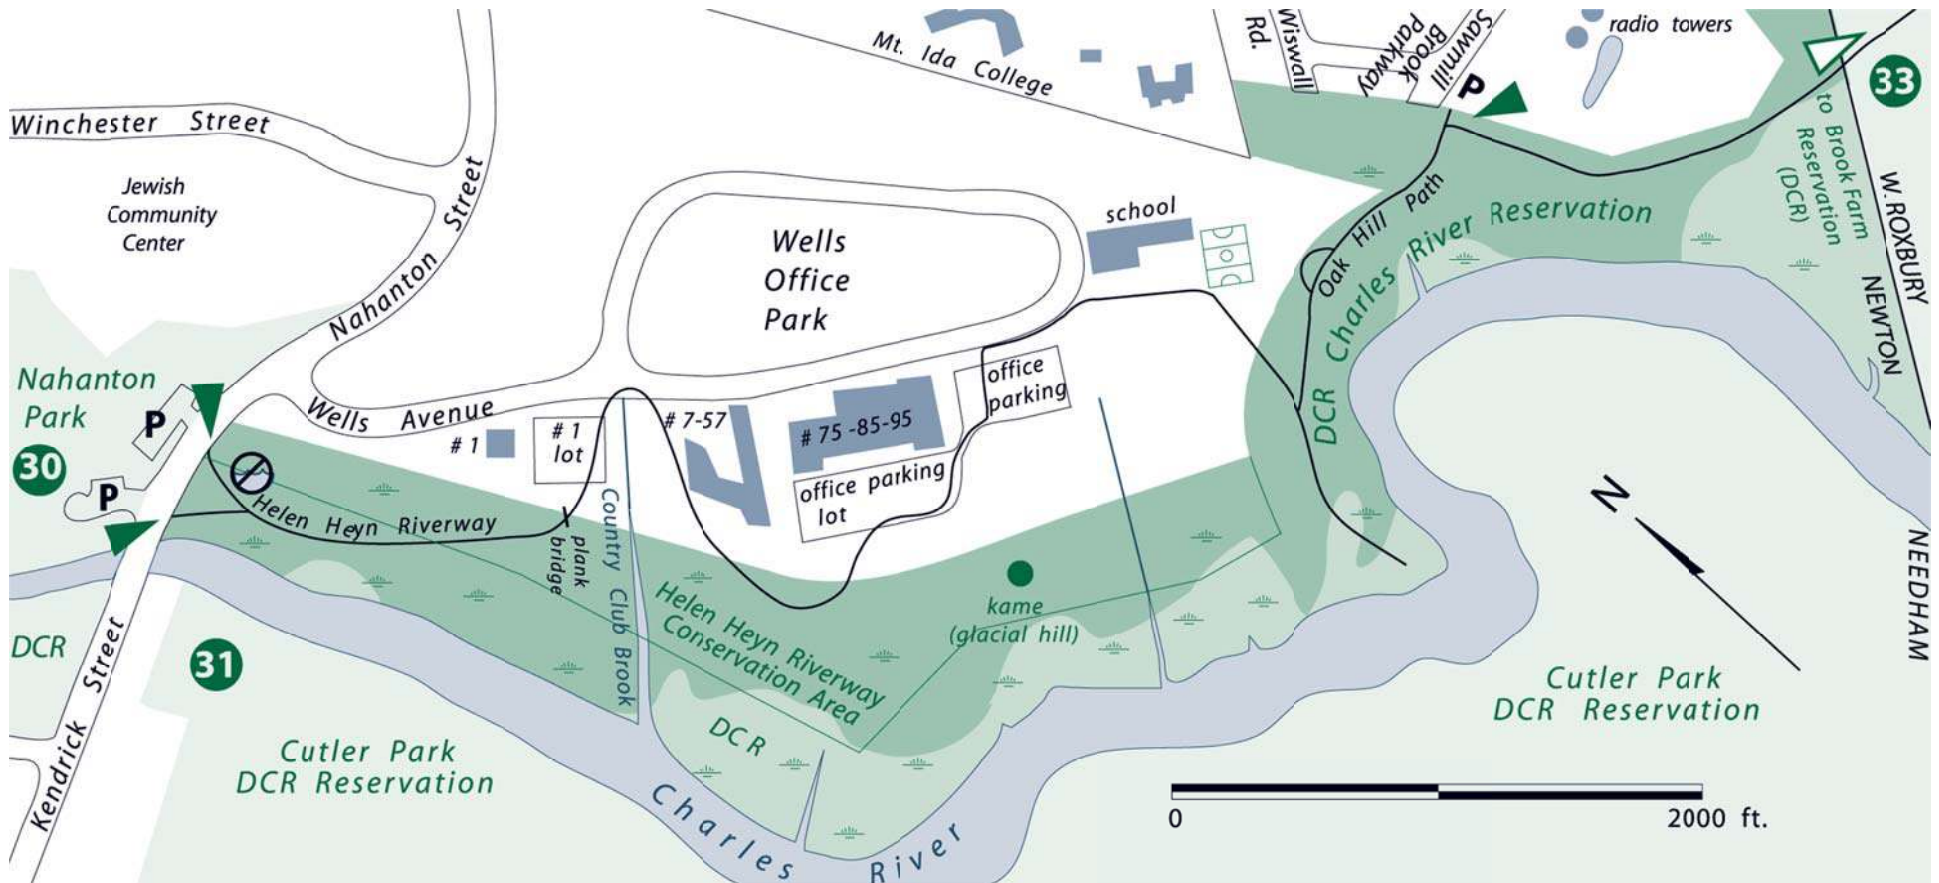 Winchester Street
Jewish
Community
Center
Nahanton Street
Mt. Ida College
Rd.
Wiswall
Brook
Parkway
Sawmill
P
radio towers
33
to Brook Farm
Reservation
(DCR)
W. ROXBURY
NEWTON
NEEDHAM
Oak Hill Path
DCR Charles River Reservation
school
Wells
Office
Park
Nahanton
Park
30
P
P
Wells Avenue
# 1
# 1
lot
# 7-57
# 75 -85-95
office
parking
office parking
lot
Helen Heyn Riverway
plank
bridge
Country Club Brook
Helen Heyn Riverway
Conservation Area
kame
(glacial hill)
N
DCR
31
Kendrick Street
Cutler Park
DCR Reservation
DCR
Charles River
Cutler Park
DCR Reservation
0
2000 ft.